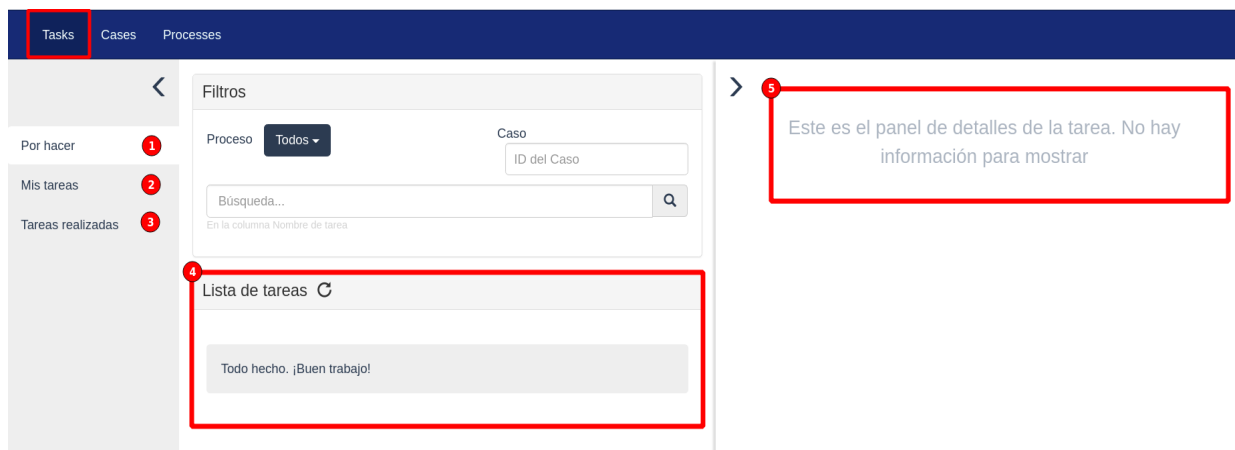 Tasks Cases Processes
Filtros
Por hacer 1
Mis tareas 2
Tareas realizadas 3
Proceso Todos
Caso
ID del Caso
Búsqueda...
En la columna Nombre de tarea
4
Lista de tareas
Todo hecho. ¡Buen trabajo!
5
Este es el panel de detalles de la tarea. No hay
información para mostrar